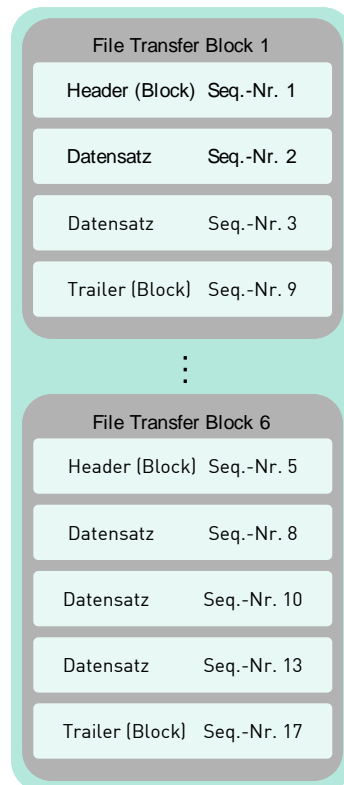 File Transfer Block 1
Header (Block) Seq.-Nr. 1
Datensatz Seq.-Nr. 2
Datensatz Seq.-Nr. 3
Trailer (Block) Seq.-Nr. 9
⋮
File Transfer Block 6
Header (Block) Seq.-Nr. 5
Datensatz Seq.-Nr. 8
Datensatz Seq.-Nr. 10
Datensatz Seq.-Nr. 13
Trailer (Block) Seq.-Nr. 17